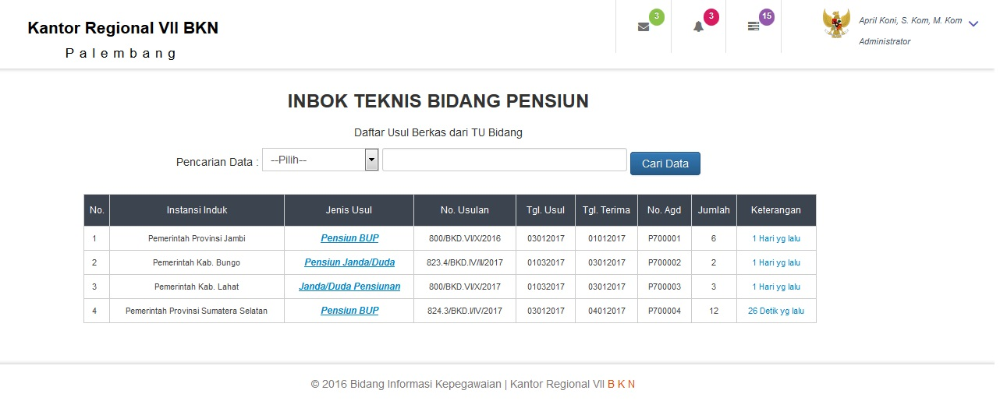 Kantor Regional VII BKN
Palembang
3
3
15
April Koni, S. Kom, M. Kom
Administrator
INBOK TEKNIS BIDANG PENSIUN
Daftar Usul Berkas dari TU Bidang
Pencarian Data : --Pilih-- Cari Data
No. Instansi Induk Jenis Usul No. Usulan Tgl. Usul Tgl. Terima No. Agd Jumlah Keterangan
1 Pemerintah Provinsi Jambi Pensiun BUP 800/BKD.VI/X/2016 03012017 01012017 P700001 6 1 Hari yg lalu
2 Pemerintah Kab. Bungo Pensiun Janda/Duda 823.4/BKD.IV/II/2017 01032017 03012017 P700002 2 1 Hari yg lalu
3 Pemerintah Kab. Lahat Janda/Duda Pensiunan 800/BKD.VI/X/2017 01032017 03012017 P700003 3 1 Hari yg lalu
4 Pemerintah Provinsi Sumatera Selatan Pensiun BUP 824.3/BKD.I/IV/2017 03012017 04012017 P700004 12 26 Detik yg lalu
© 2016 Bidang Informasi Kepegawaian | Kantor Regional VII B K N